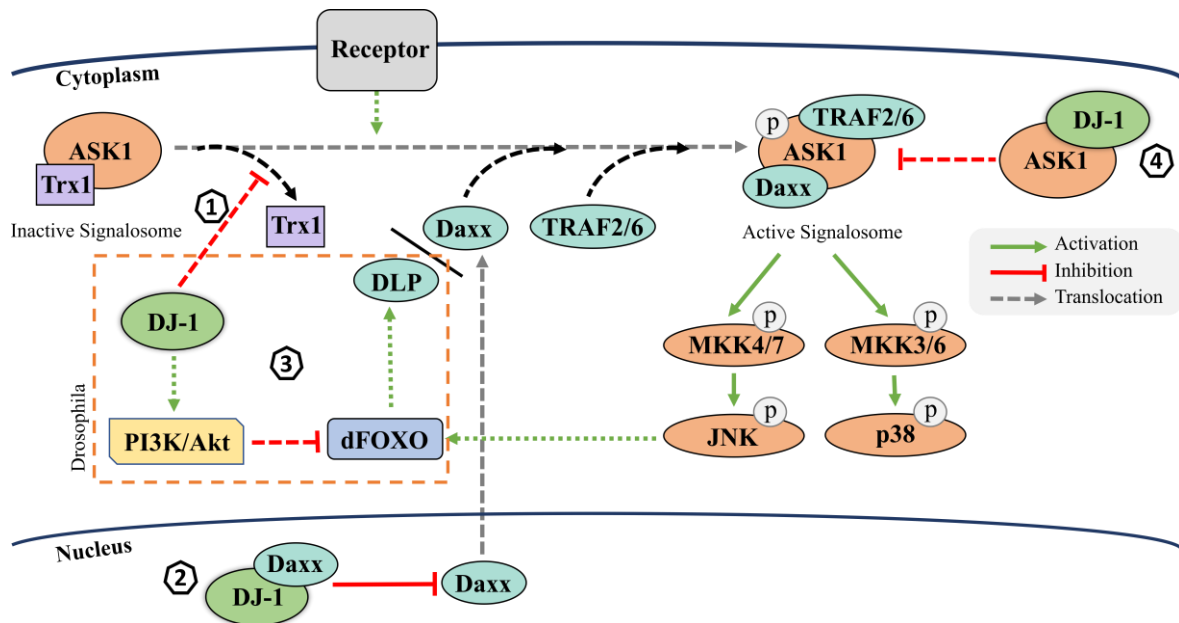 Receptor
Cytoplasm
ASK1
Trx1
Inactive Signalosome
1
Trx1
Daxx
TRAF2/6
p
TRAF2/6
ASK1
Daxx
Active Signalosome
DJ-1
ASK1
4
Activation
Inhibition
Translocation
DLP
DJ-1
3
Drosophila
PI3K/Akt
dFOXO
p
MKK4/7
p
MKK3/6
p
JNK
p
p38
Nucleus
2
Daxx
DJ-1
Daxx